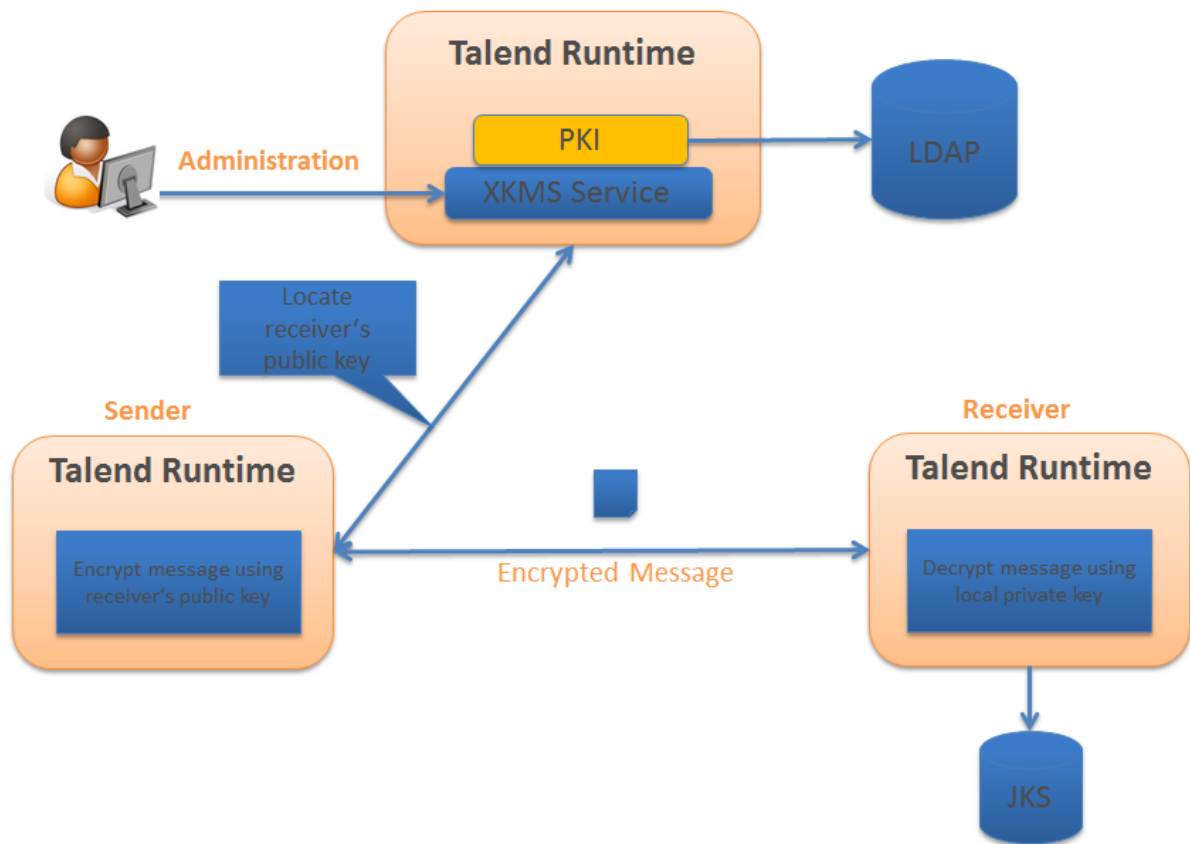 Talend Runtime
PKI
XKMS Service
LDAP
Administration
Locate
receiver‘s
public key
Sender
Talend Runtime
Encrypt message using
receiver‘s public key
Encrypted Message
Receiver
Talend Runtime
Decrypt message using
local private key
JKS